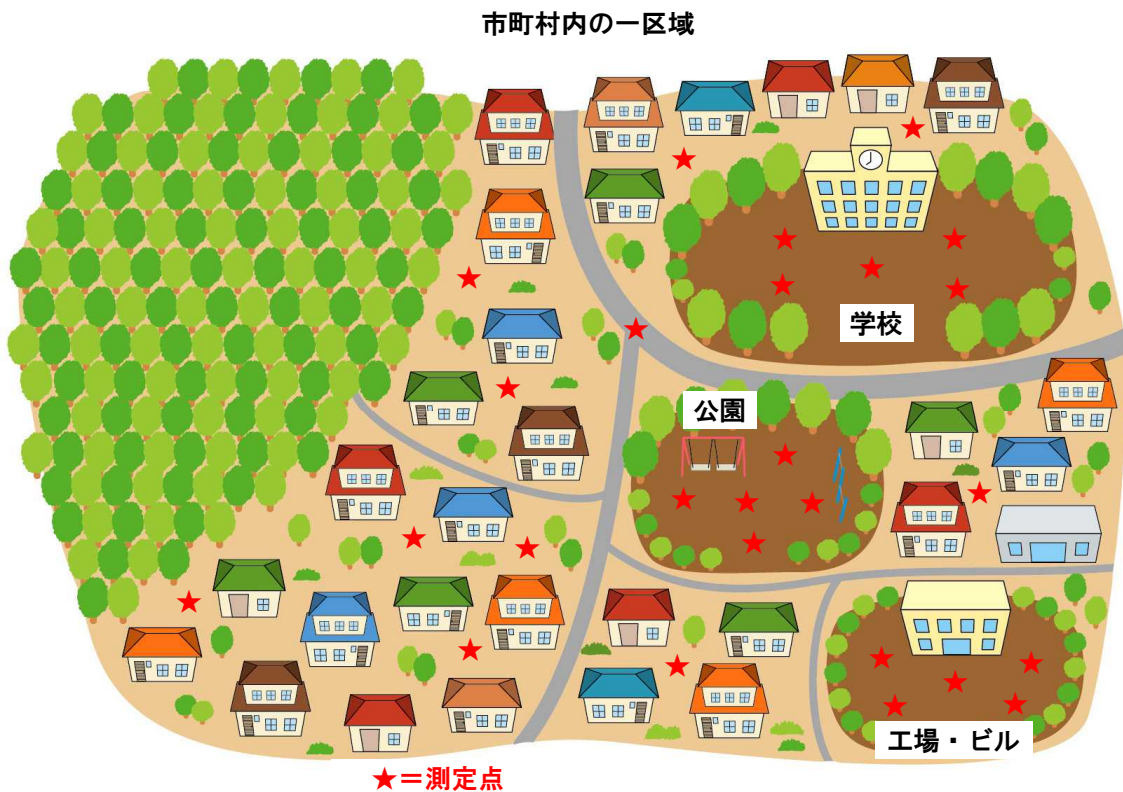 市町村内の一区域
学校
公園
工場・ビル
★＝測定点